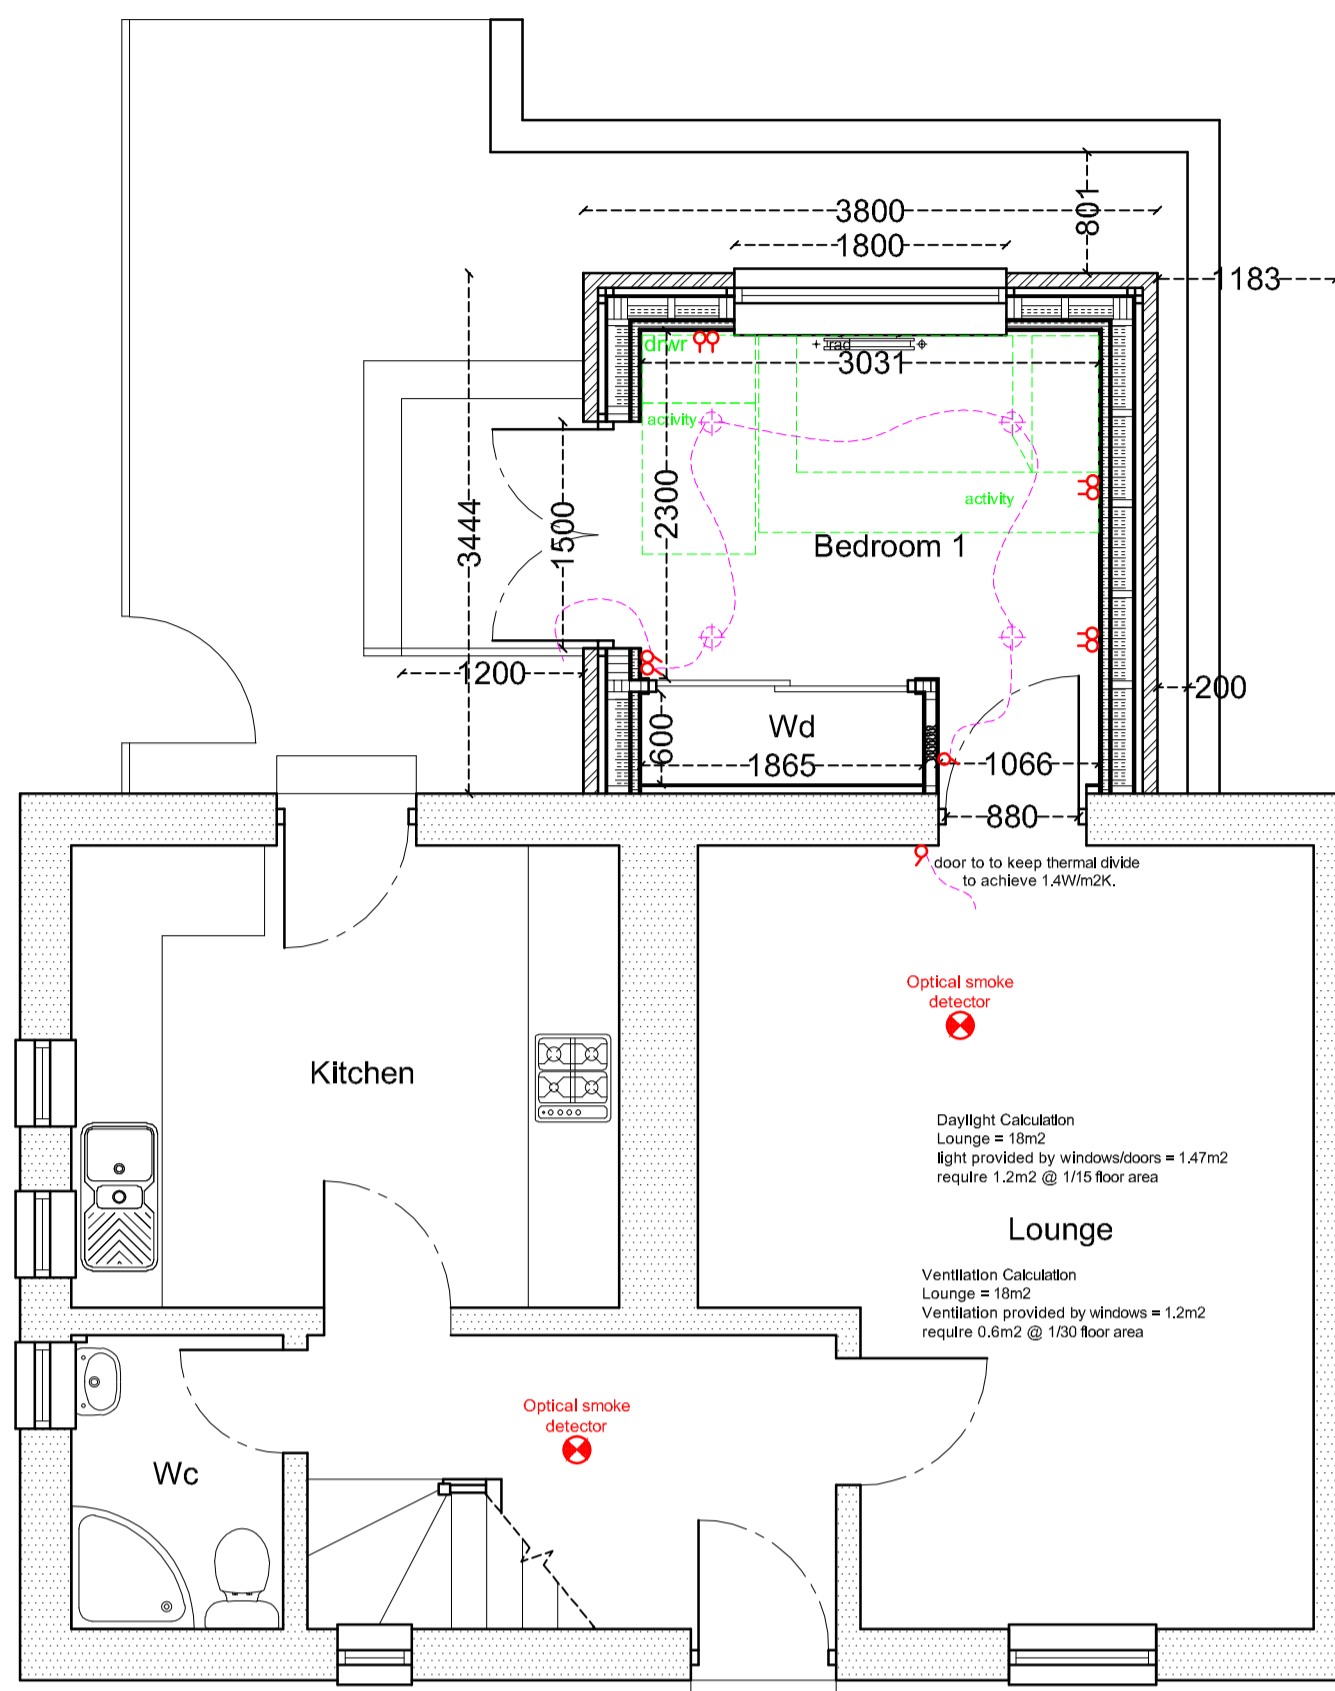 801
3800
1800
1183
drwr
rad
3031
activity
activity
3444
1500
2300
Bedroom 1
1200
200
Wd
600
1865
1066
880
door to to keep thermal divide
to achieve 1.4W/m2K.
Optical smoke
detector
Kitchen
Daylight Calculation
Lounge = 18m2
light provided by windows/doors = 1.47m2
require 1.2m2 @ 1/15 floor area
Lounge
Ventilation Calculation
Lounge = 18m2
Ventilation provided by windows = 1.2m2
require 0.6m2 @ 1/30 floor area
Optical smoke
detector
Wc